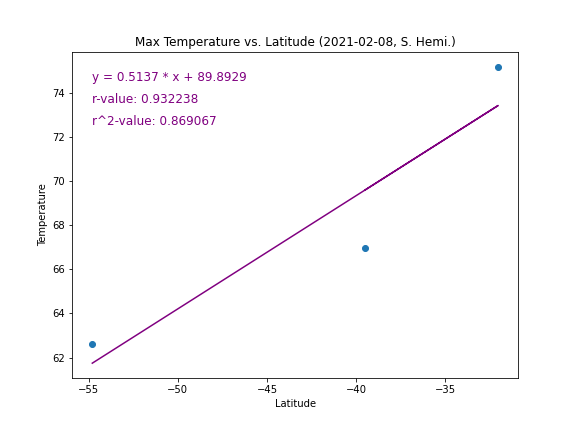 Max Temperature vs. Latitude (2021-02-08, S. Hemi.)
y = 0.5137 * x + 89.8929
r-value: 0.932238
r^2-value: 0.869067
74
72
70
68
66
64
62
Temperature
−55
−50
−45
−40
−35
Latitude